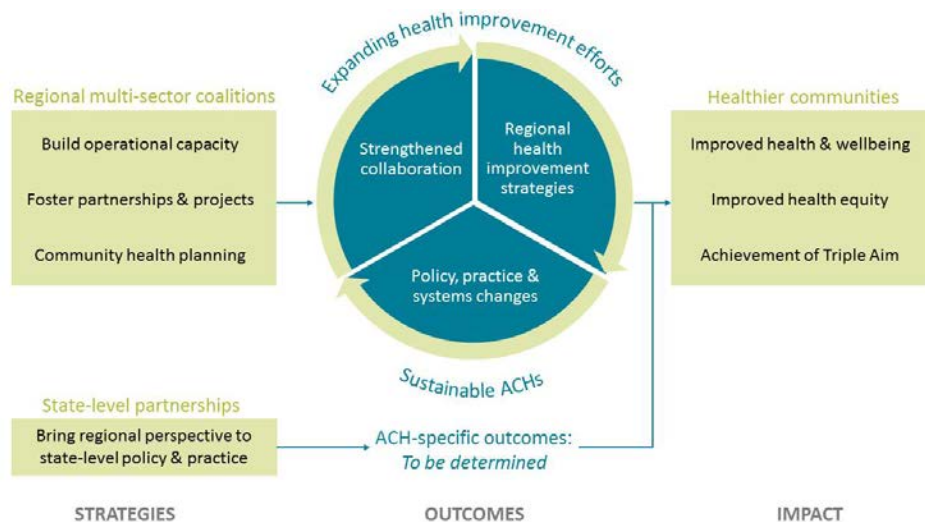 Expanding health improvement efforts
Regional multi-sector coalitions
Build operational capacity
Foster partnerships & projects
Community health planning
Strengthened
collaboration
Regional
health
improvement
strategies
Policy, practice &
systems changes
Sustainable ACHs
Healthier communities
Improved health & wellbeing
Improved health equity
Achievement of Triple Aim
State-level partnerships
Bring regional perspective to
state-level policy & practice
ACH-specific outcomes:
To be determined
STRATEGIES
OUTCOMES
IMPACT